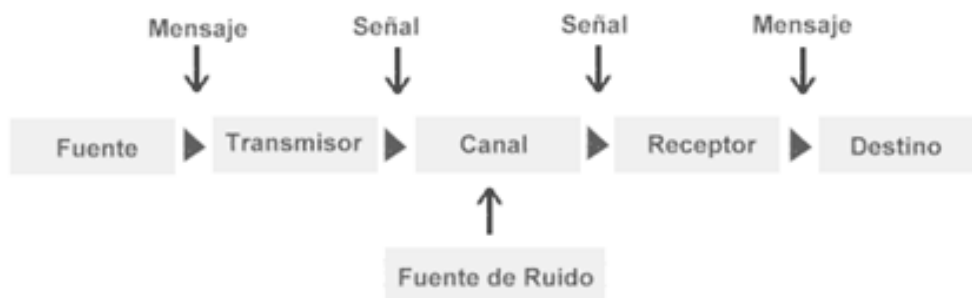 Mensaje Señal Señal Mensaje
Fuente Transmisor Canal Receptor Destino
Fuente de Ruido